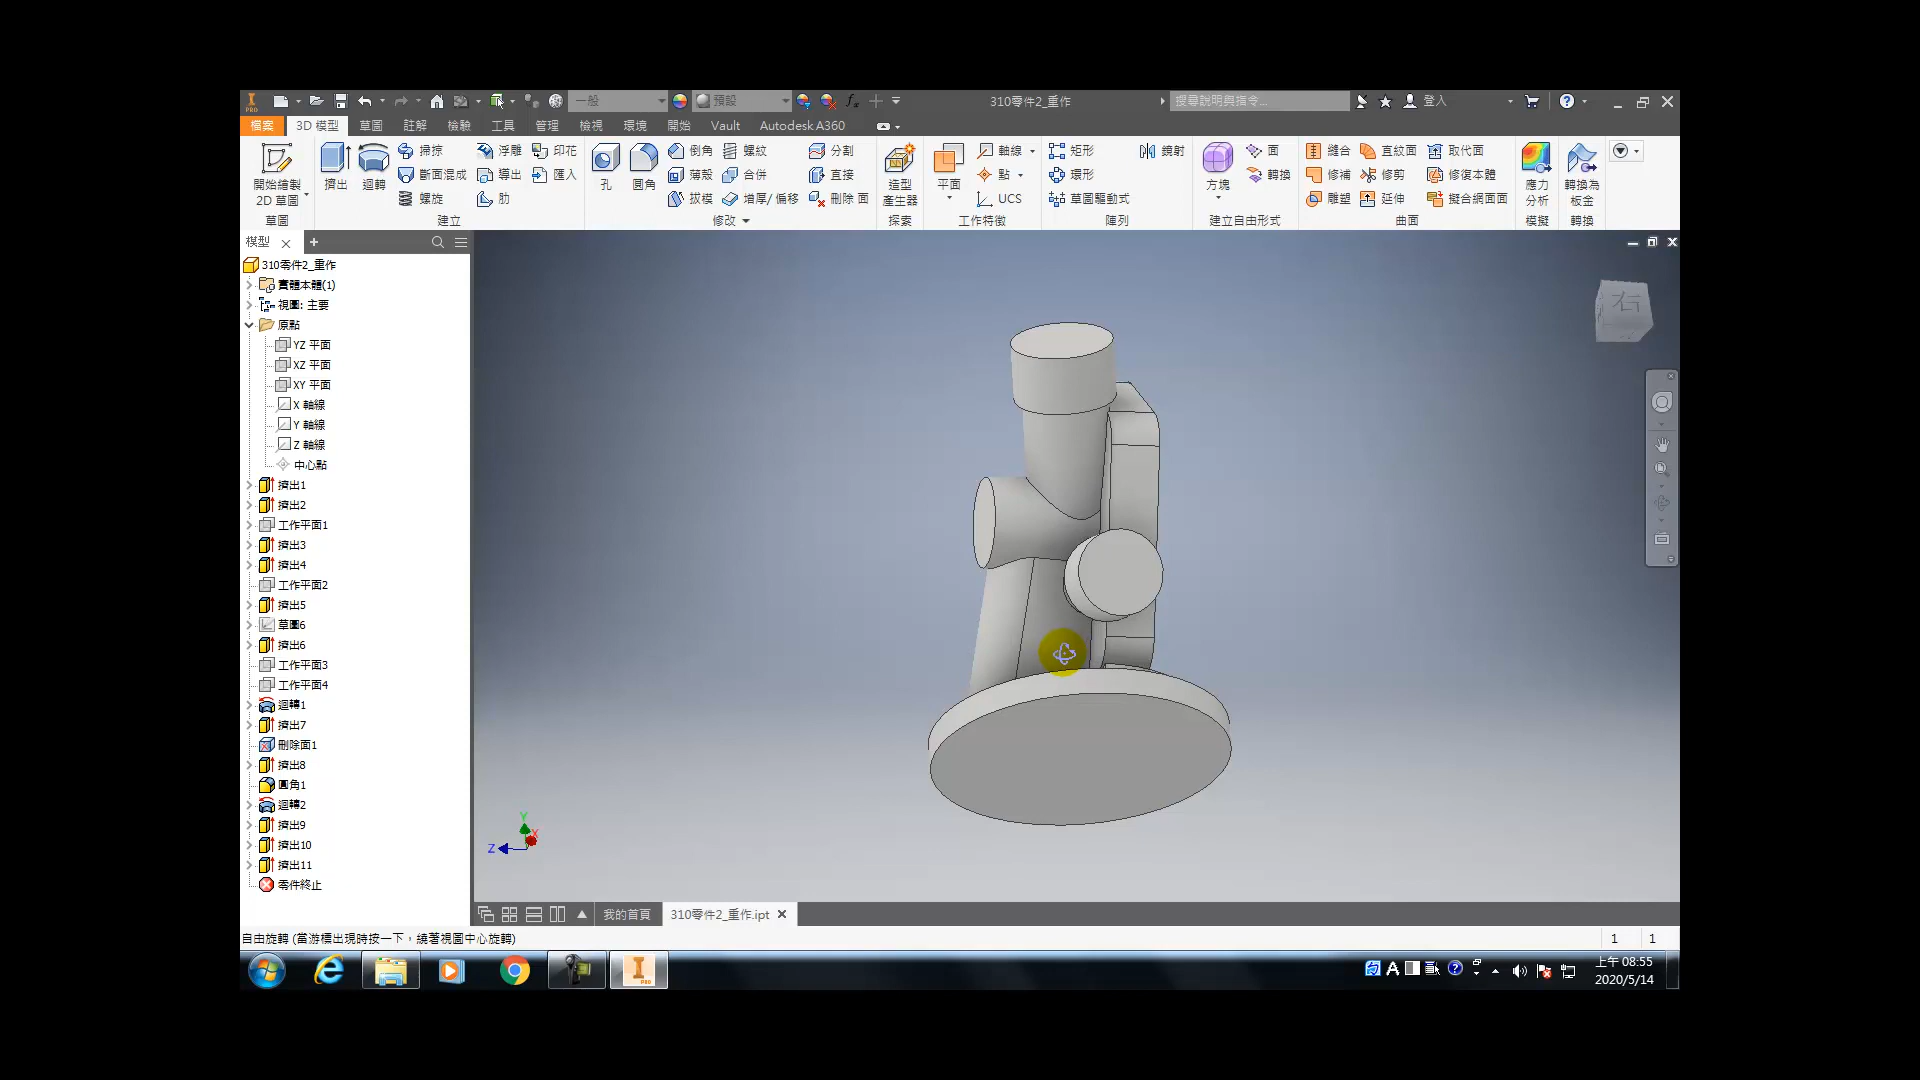 PRO 一般 預設 fx 310零件2_重作 搜尋說明與指令... 登入
檔案 3D 模型 草圖 註解 檢驗 工具 管理 檢視 環境 開始 Vault Autodesk A360
開始繪製 2D 草圖
擠出
迴轉
掃掠 浮雕 印花
斷面混成 導出 匯入
螺旋 肋
孔
圓角
倒角 螺紋 分割
薄殼 合併 直接
拔模 增厚/ 偏移 刪除 面
造型 產生器
平面
軸線
點
UCS
矩形 鏡射
環形
草圖驅動式
方塊
面
轉換
縫合 直紋面 取代面
修補 修剪 修復本體
雕塑 延伸 擬合網面面
應力 分析
轉換為 板金
草圖 建立 修改 探索 工作特徵 陣列 建立自由形式 曲面 模擬 轉換
模型
310零件2_重作
實體本體(1)
視圖: 主要
原點
YZ 平面
XZ 平面
XY 平面
X 軸線
Y 軸線
Z 軸線
中心點
擠出1
擠出2
工作平面1
擠出3
擠出4
工作平面2
擠出5
草圖6
擠出6
工作平面3
工作平面4
迴轉1
擠出7
刪除面1
擠出8
圓角1
迴轉2
擠出9
擠出10
擠出11
零件終止
右
Y
X
Z
我的首頁 310零件2_重作.ipt
自由旋轉 (當游標出現時按一下，繞著視圖中心旋轉) 1 1
A
上午 08:55
2020/5/14